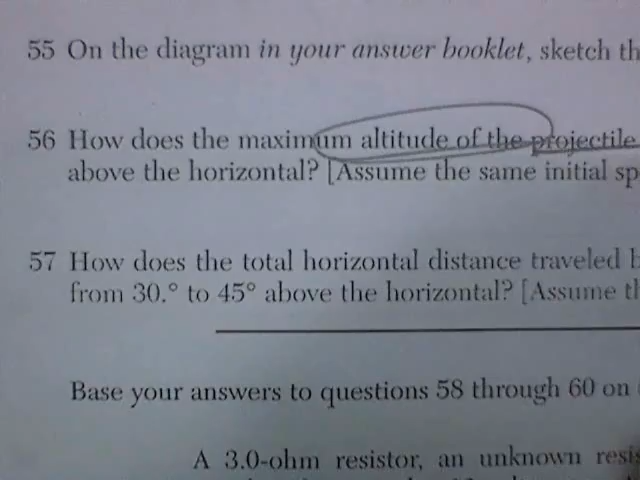 55 On the diagram in your answer booklet, sketch th
56 How does the maximum altitude of the projectile
above the horizontal? [Assume the same initial sp
57 How does the total horizontal distance traveled b
from 30.° to 45° above the horizontal? [Assume th
Base your answers to questions 58 through 60 on
A 3.0-ohm resistor, an unknown resis